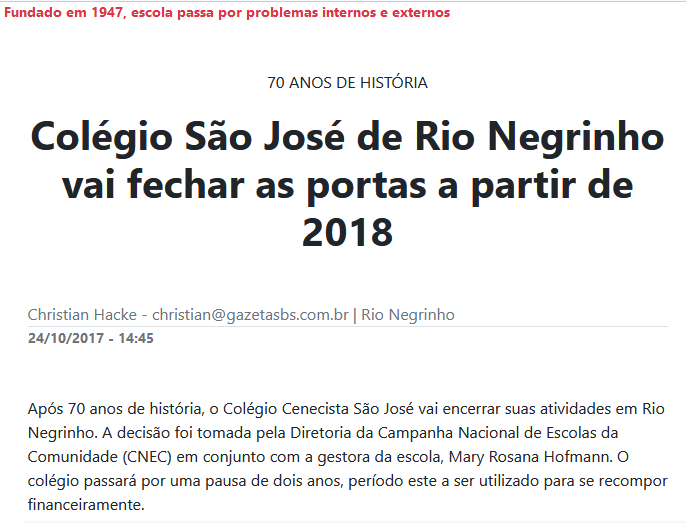 Fundado em 1947, escola passa por problemas internos e externos
70 ANOS DE HISTÓRIA
Colégio São José de Rio Negrinho
vai fechar as portas a partir de
2018
Christian Hacke - christian@gazetasbs.com.br | Rio Negrinho
24/10/2017 - 14:45
Após 70 anos de história, o Colégio Cenecista São José vai encerrar suas atividades em Rio
Negrinho. A decisão foi tomada pela Diretoria da Campanha Nacional de Escolas da
Comunidade (CNEC) em conjunto com a gestora da escola, Mary Rosana Hofmann. O
colégio passará por uma pausa de dois anos, período este a ser utilizado para se recompor
financeiramente.